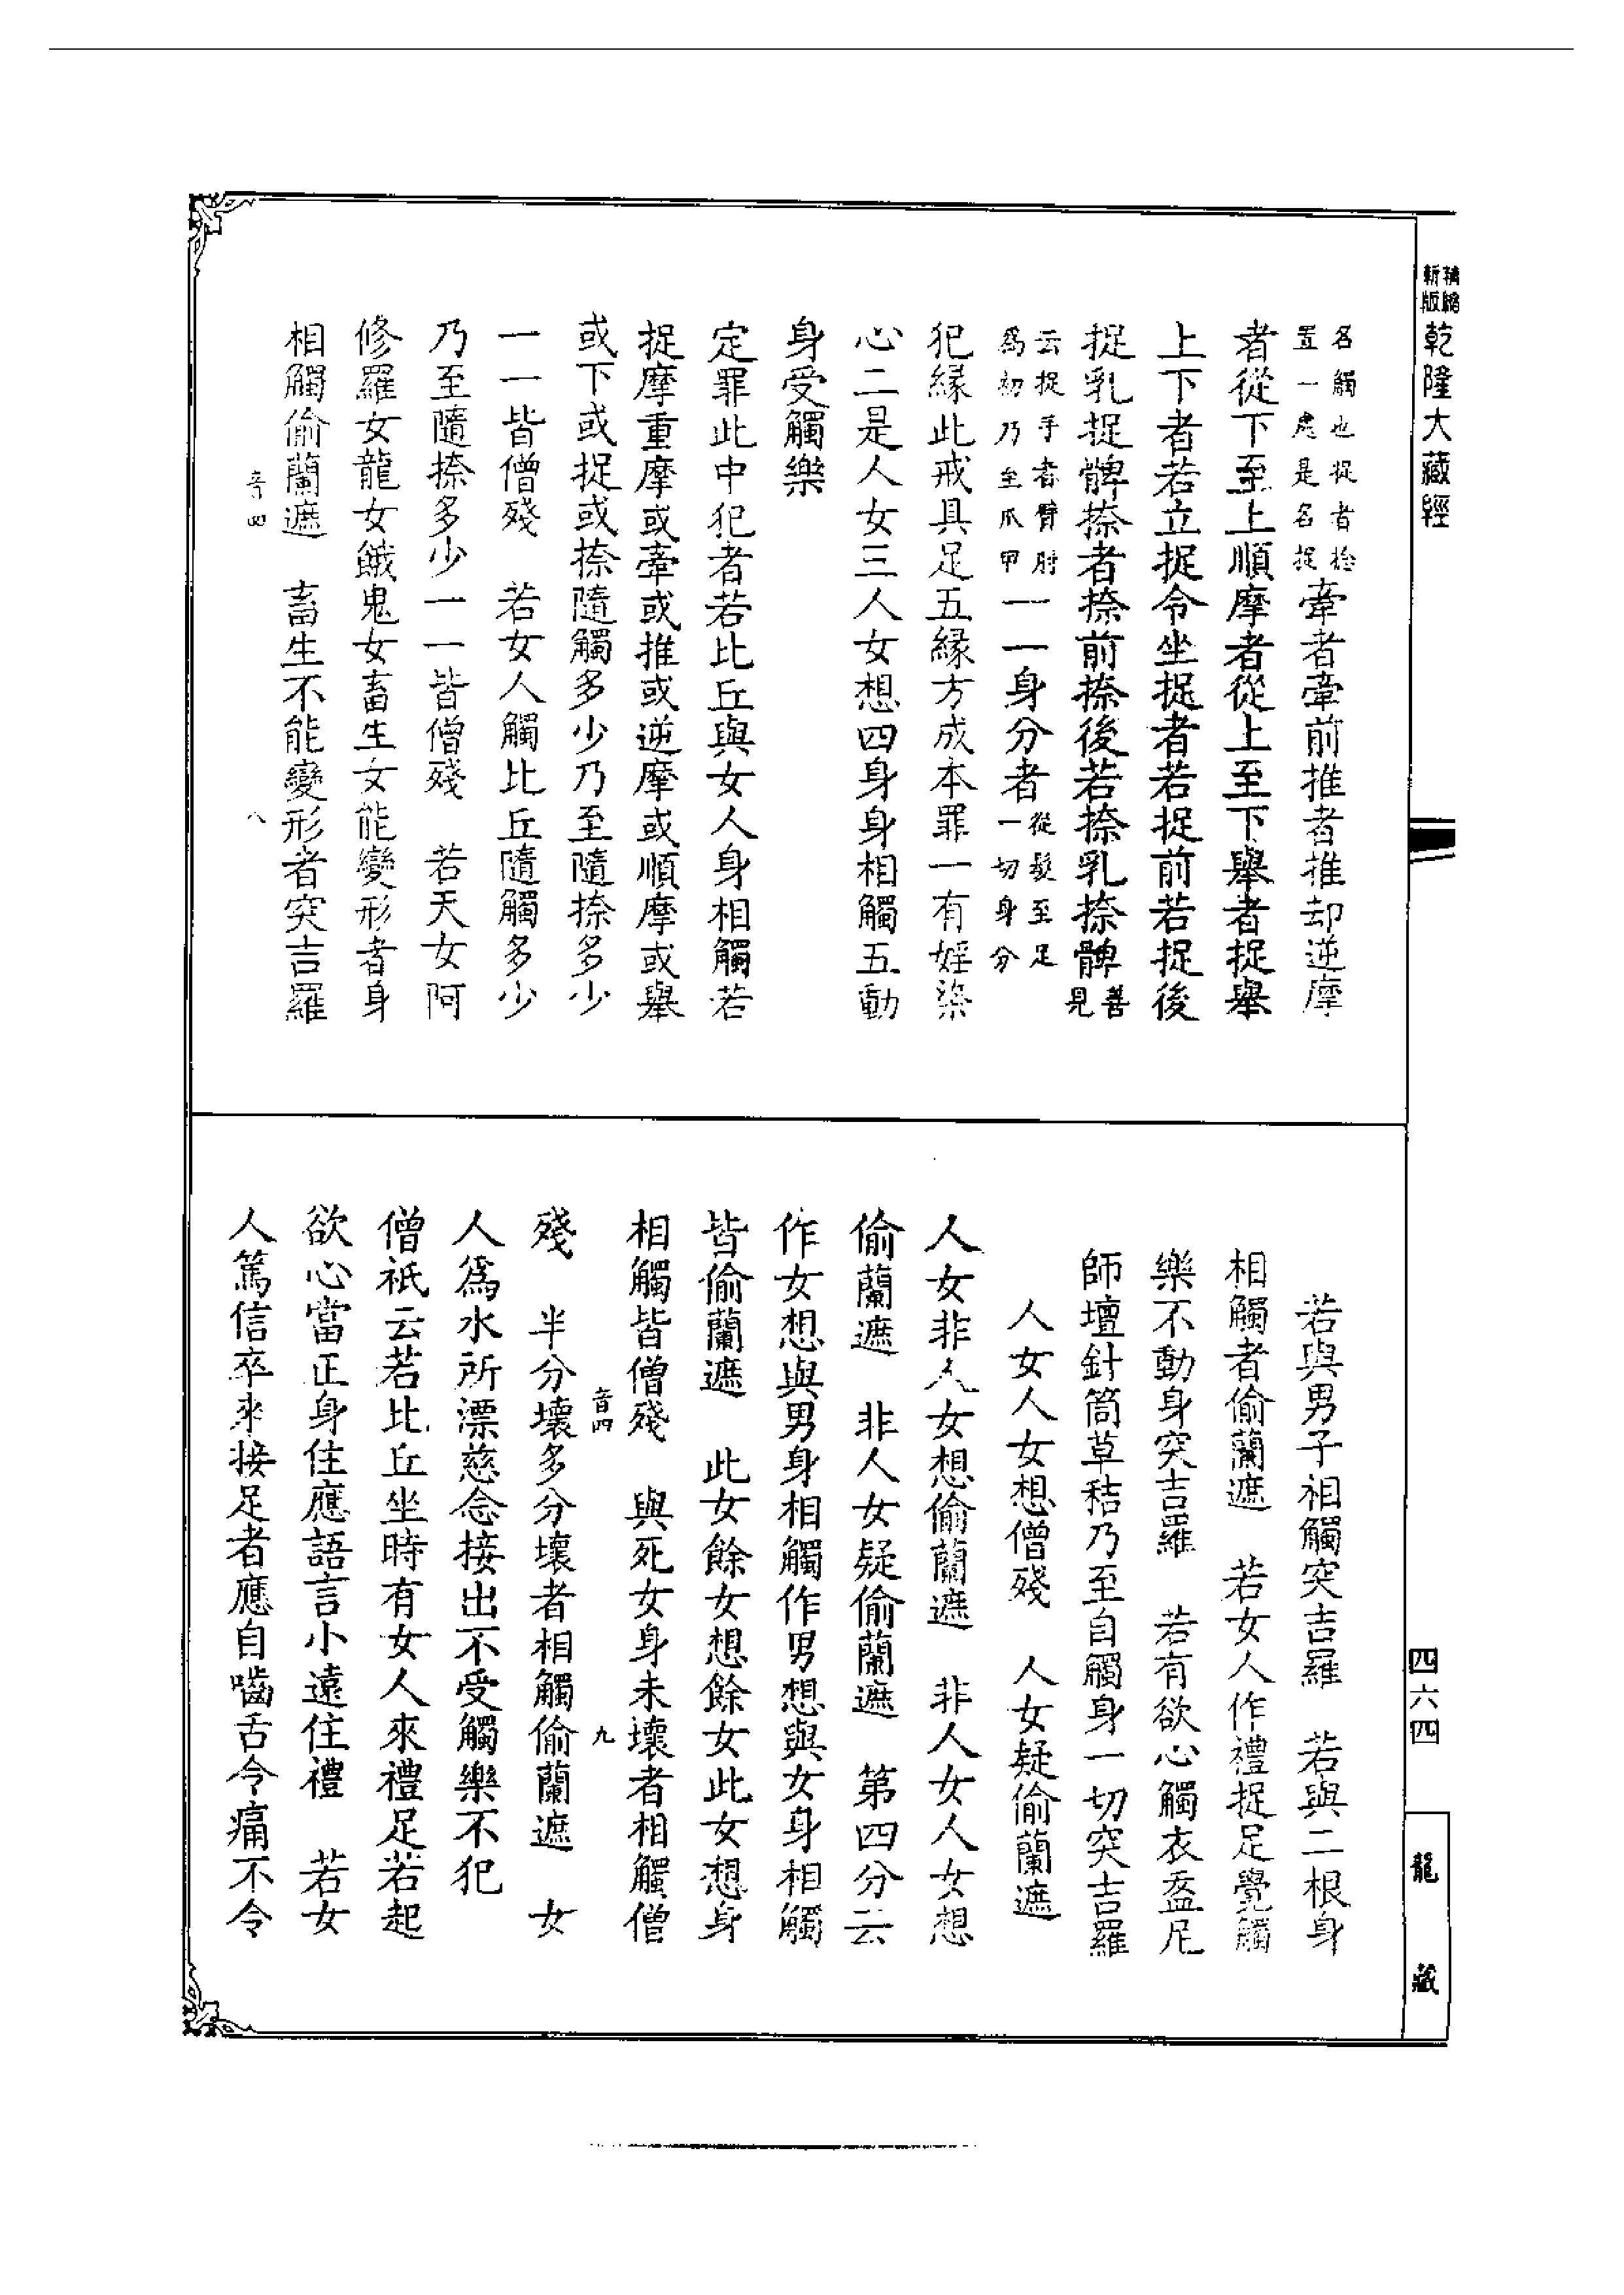 新版精編乾隆大藏經
名觸也捉者捻置一處是名捉牽者牽前推者推却逆摩
者從下至上順摩者從上至下舉者捉舉
上下者若立捉令坐捉者若捉前若捉後
捉乳捉髀捺者捺前捺後若捺乳捺髀善見
云捉手者臂肘為初乃至爪甲一一身分者從髮至足一切身分
犯緣此戒具足五緣方成本罪一有婬染
心二是人女三人女想四身身相觸五動
身受觸樂
定罪此中犯者若比丘與女人身相觸若
捉摩重摩或牽或推或逆摩或順摩或舉
或下或捉或捺隨觸多少乃至隨捺多少
一一皆僧殘　若女人觸比丘隨觸多少
乃至隨捺多少一一皆僧殘　若天女阿
修羅女龍女餓鬼女畜生女能變形者身
相觸偷蘭遮　畜生不能變形者突吉羅
音四　八
若與男子相觸突吉羅　若與二根身
相觸者偷蘭遮　若女人作禮捉足覺觸
樂不動身突吉羅　若有欲心觸衣盋尼
師壇針筒草秸乃至自觸身一切突吉羅
人女人女想僧殘　人女疑偷蘭遮
人女非人女想偷蘭遮　非人女人女想
偷蘭遮　非人女疑偷蘭遮　第四分云
作女想與男身相觸作男想與女身相觸
皆偷蘭遮　此女餘女想餘女此女想身
相觸皆僧殘　與死女身未壞者相觸僧
音四　九
殘　半分壞多分壞者相觸偷蘭遮　女
人為水所漂慈念接出不受觸樂不犯
僧祇云若比丘坐時有女人來禮足若起
欲心當正身住應語言小遠住禮　若女
人篤信卒來接足者應自嚙舌令痛不令
四六四
龍藏